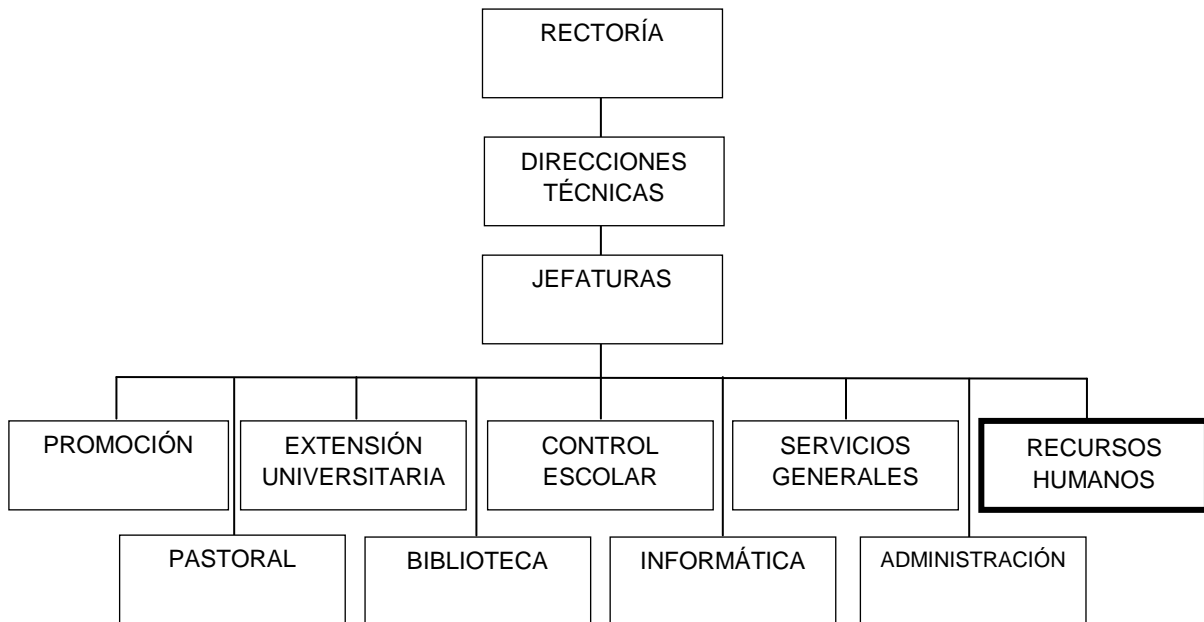 RECTORÍA
DIRECCIONES
TÉCNICAS
JEFATURAS
PROMOCIÓN
EXTENSIÓN
UNIVERSITARIA
CONTROL
ESCOLAR
SERVICIOS
GENERALES
RECURSOS
HUMANOS
PASTORAL
BIBLIOTECA
INFORMÁTICA
ADMINISTRACIÓN